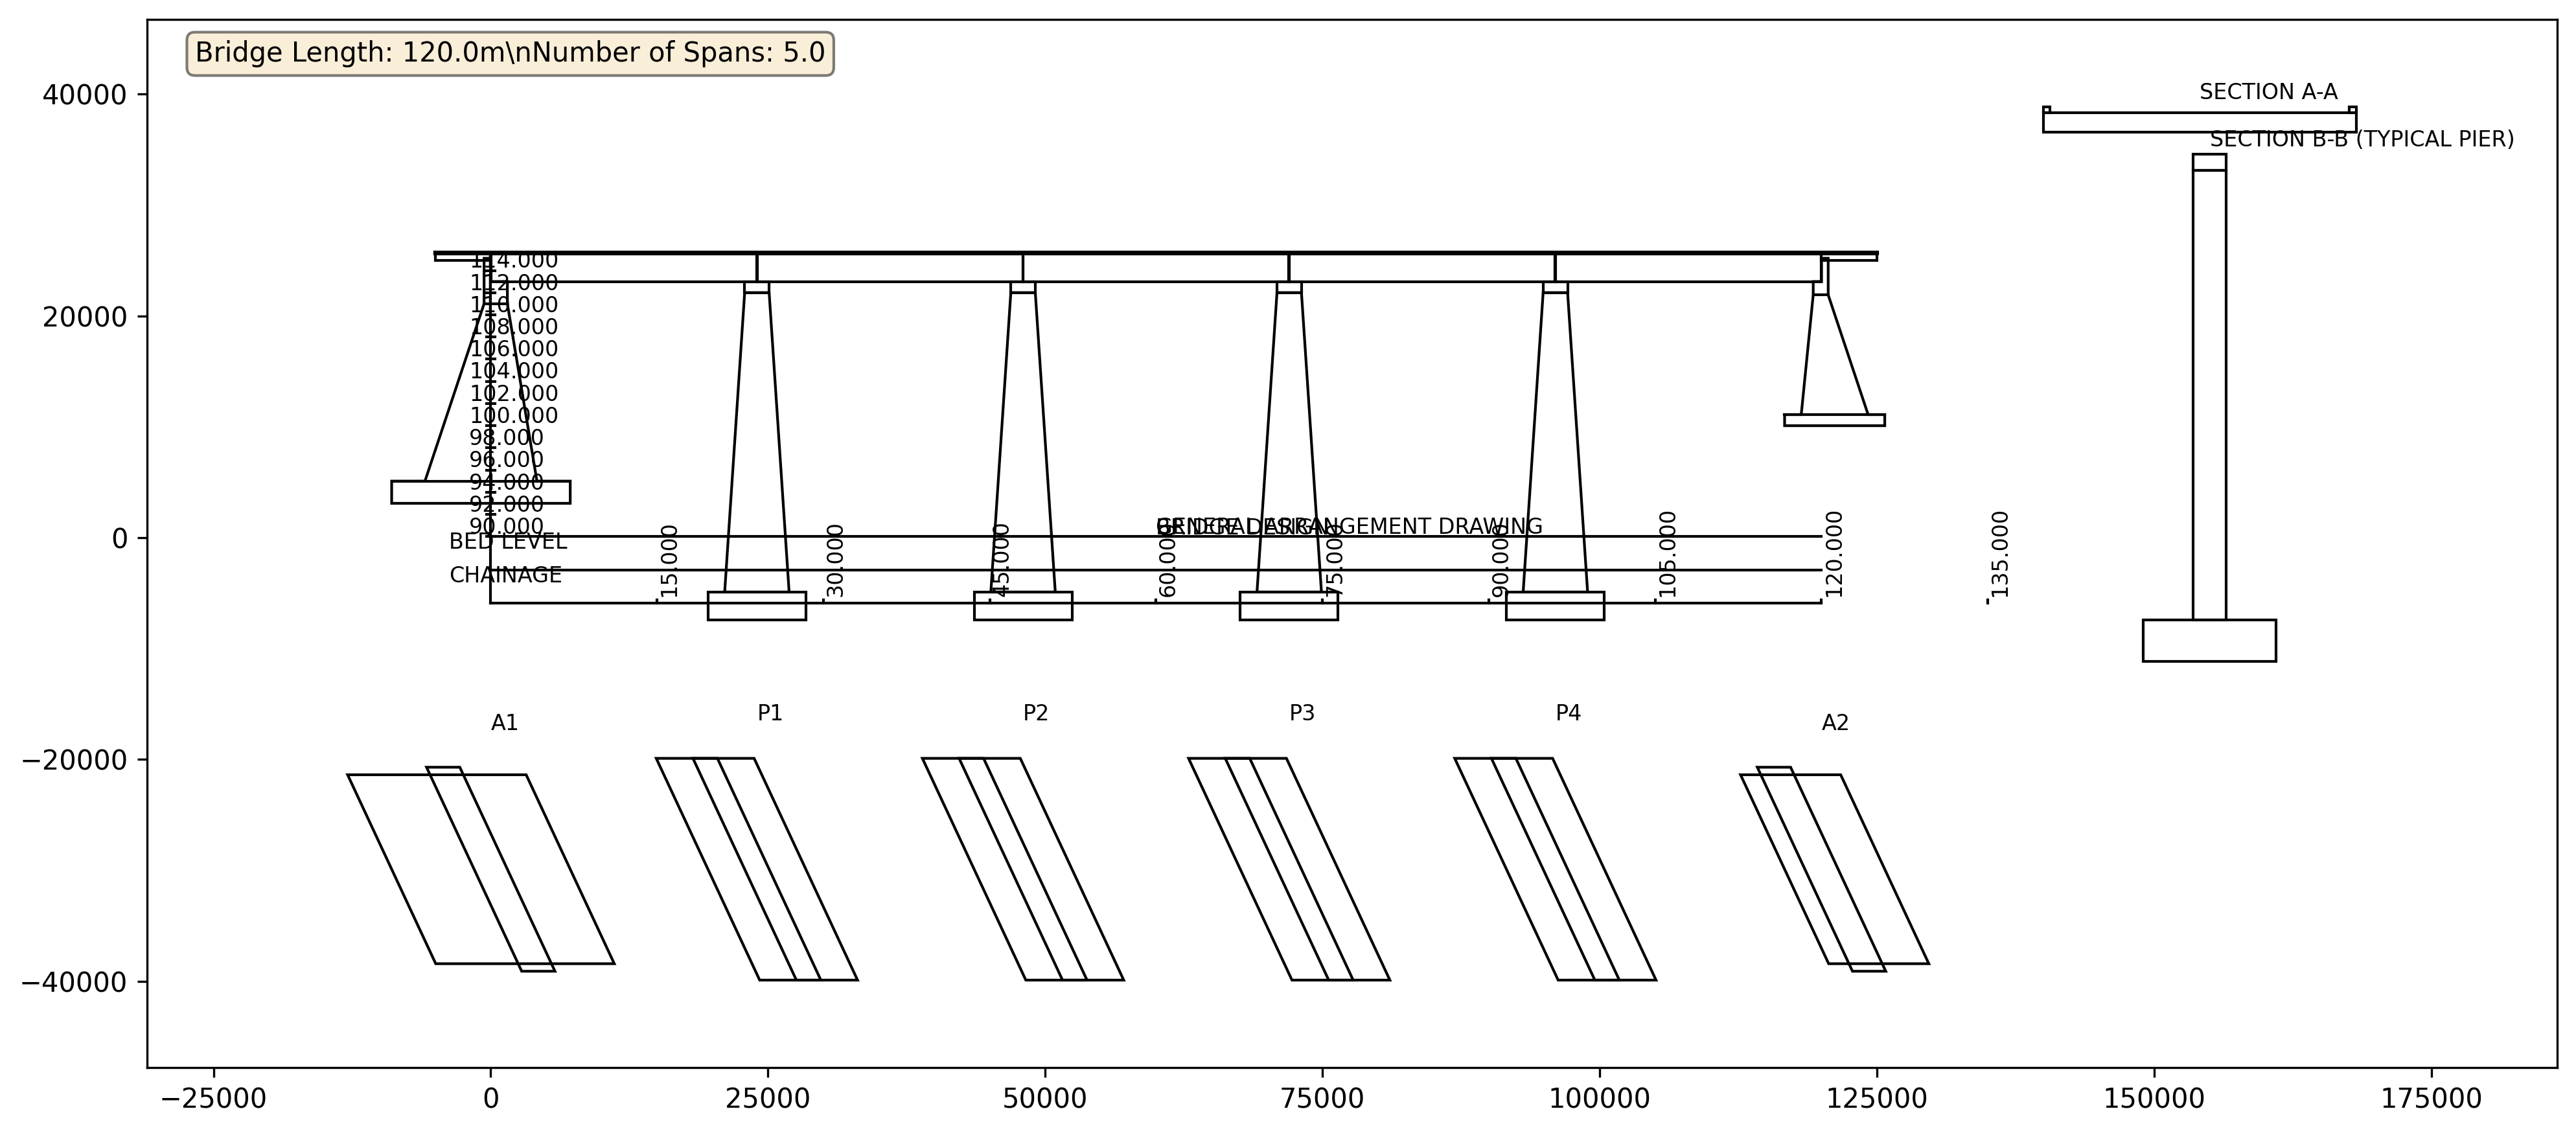 Bridge Length: 120.0m\nNumber of Spans: 5.0
40000
20000
0
−20000
−40000
SECTION A-A
SECTION B-B (TYPICAL PIER)
114.000
112.000
110.000
108.000
106.000
104.000
102.000
100.000
98.000
96.000
94.000
92.000
90.000
GENERAL ARRANGEMENT DRAWING
BRIDGE DESIGN
BED LEVEL
CHAINAGE
15.000
30.000
45.000
60.000
75.000
90.000
105.000
120.000
135.000
A1
P1
P2
P3
P4
A2
−25000
0
25000
50000
75000
100000
125000
150000
175000